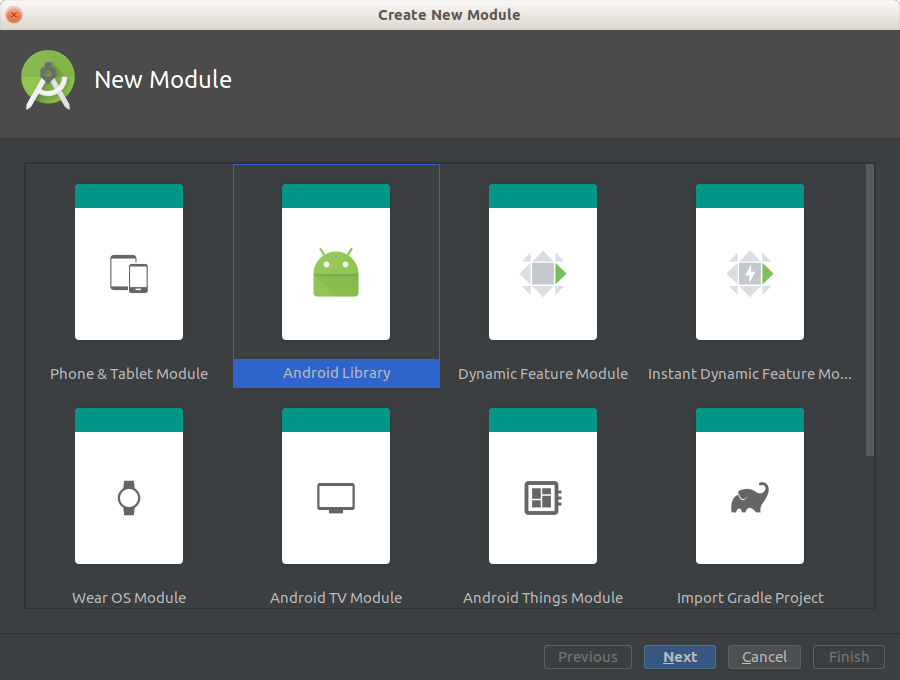 Create New Module
New Module
Phone & Tablet Module
Android Library
Dynamic Feature Module
Instant Dynamic Feature Mo...
Wear OS Module
Android TV Module
Android Things Module
Import Gradle Project
Previous
Next
Cancel
Finish